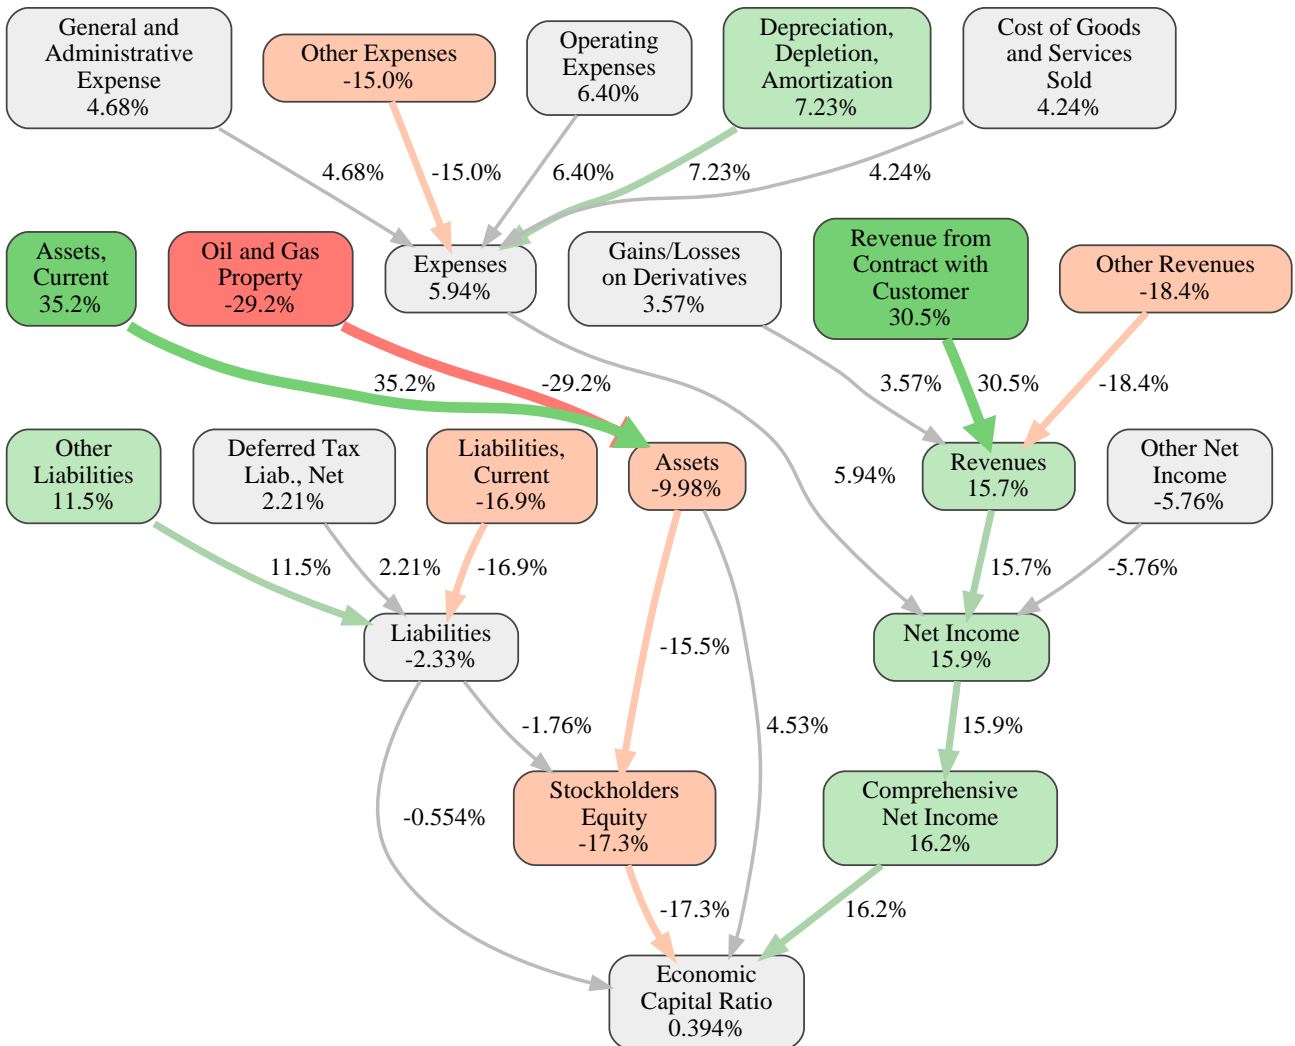 General and
Administrative
Expense
4.68%
Other Expenses
-15.0%
Operating
Expenses
6.40%
Depreciation,
Depletion,
Amortization
7.23%
Cost of Goods
and Services
Sold
4.24%
4.68%
-15.0%
6.40%
7.23%
4.24%
Assets,
Current
35.2%
Oil and Gas
Property
-29.2%
Expenses
5.94%
Gains/Losses
on Derivatives
3.57%
Revenue from
Contract with
Customer
30.5%
Other Revenues
-18.4%
35.2%
-29.2%
3.57%
30.5%
-18.4%
Other
Liabilities
11.5%
Deferred Tax
Liab., Net
2.21%
Liabilities,
Current
-16.9%
Assets
-9.98%
5.94%
Revenues
15.7%
Other Net
Income
-5.76%
11.5%
2.21%
-16.9%
15.7%
-5.76%
Liabilities
-2.33%
-15.5%
Net Income
15.9%
-1.76%
4.53%
15.9%
-0.554%
Stockholders
Equity
-17.3%
Comprehensive
Net Income
16.2%
-17.3%
16.2%
Economic
Capital Ratio
0.394%